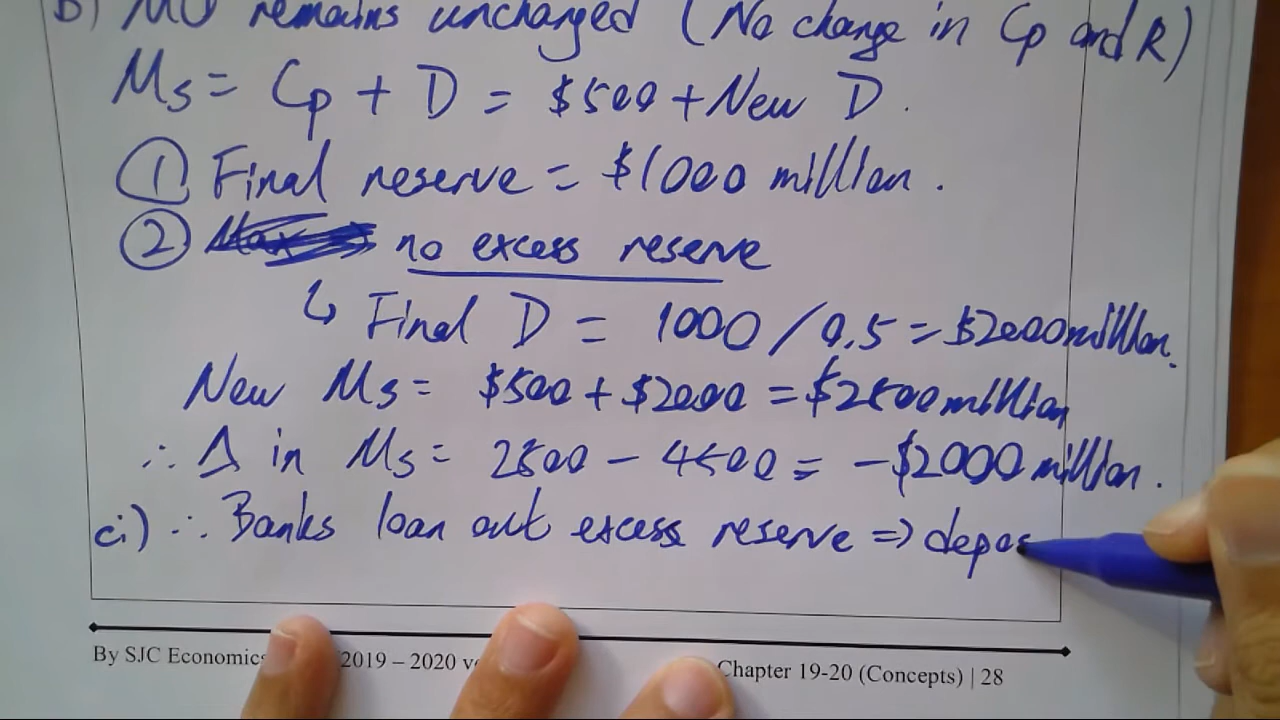 b) MO remains unchanged (No change in Cp and R)
Ms = Cp + D = $500 + New D.
① Final reserve = $1000 million.
② no excess reserve
↳ Final D = 1000 / 0.5 = $2000 million.
New Ms = $500 + $2000 = $2500 million
∴ Δ in Ms = 2500 - 4500 = -$2000 million.
ci) ∴ Banks loan out excess reserve => depos
By SJC Economics 2019 – 2020 Chapter 19-20 (Concepts) | 28